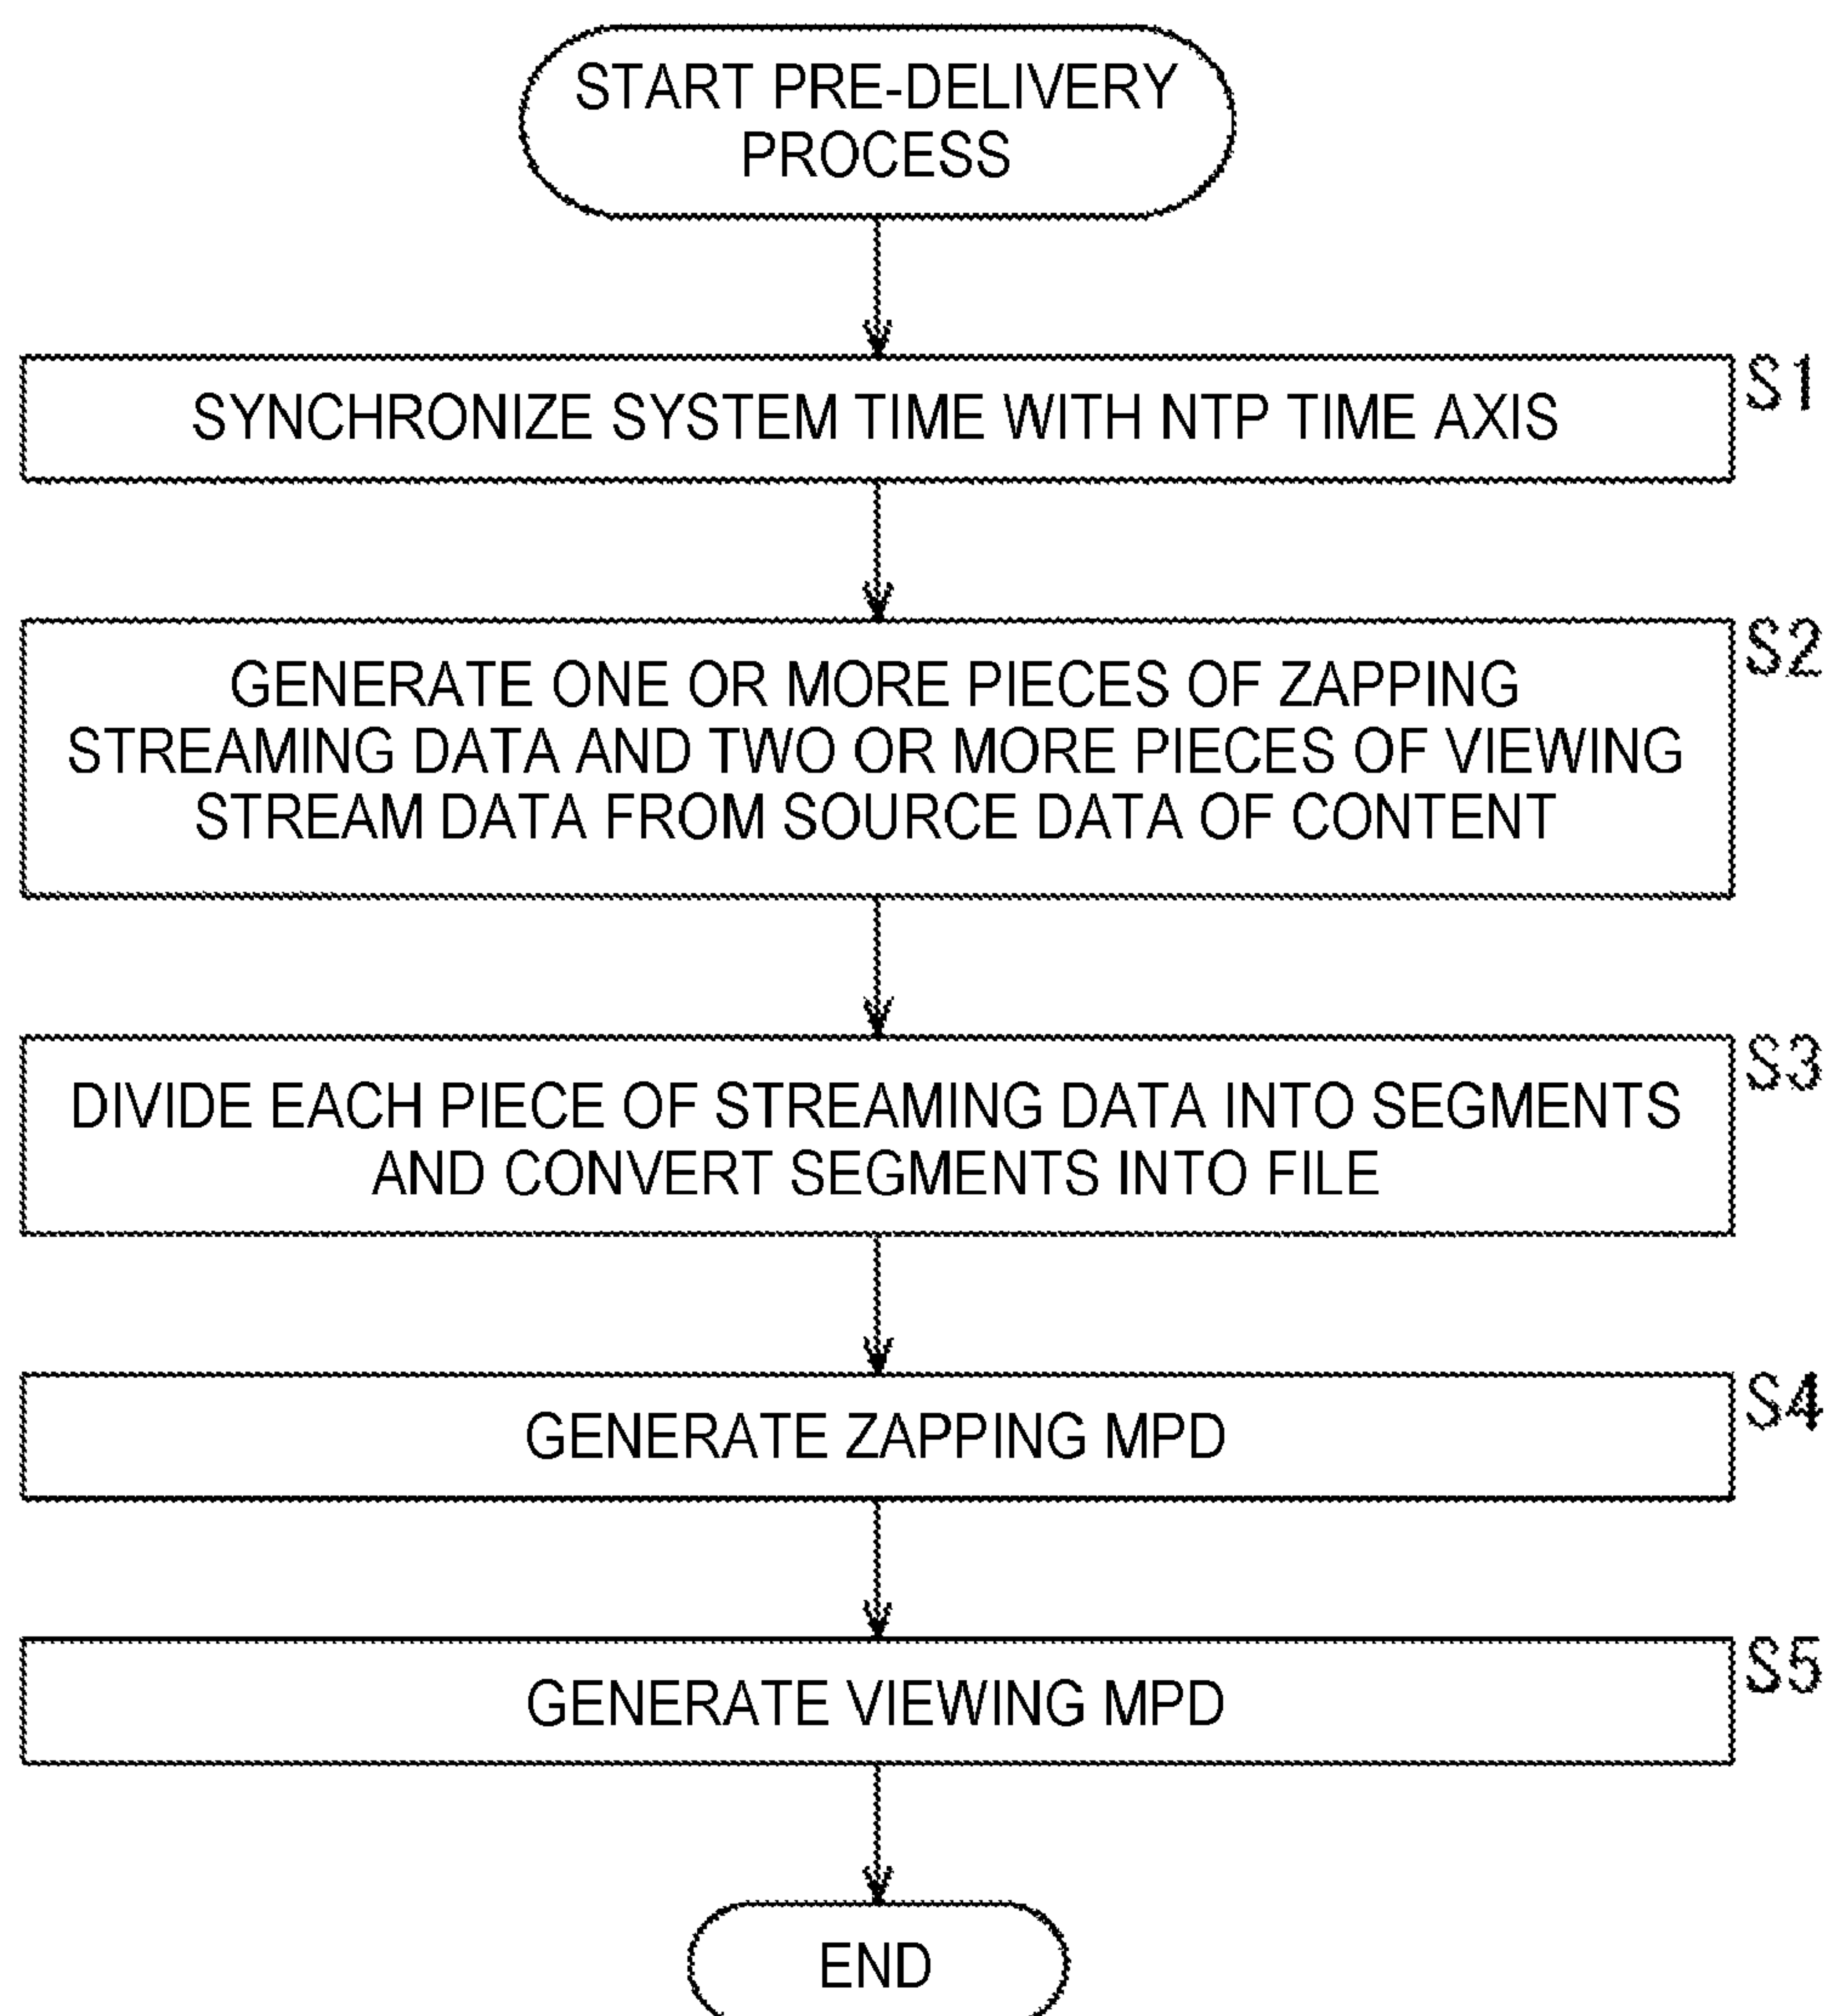 START PRE-DELIVERY
PROCESS
SYNCHRONIZE SYSTEM TIME WITH NTP TIME AXIS
S1
GENERATE ONE OR MORE PIECES OF ZAPPING
STREAMING DATA AND TWO OR MORE PIECES OF VIEWING
STREAM DATA FROM SOURCE DATA OF CONTENT
S2
DIVIDE EACH PIECE OF STREAMING DATA INTO SEGMENTS
AND CONVERT SEGMENTS INTO FILE
S3
GENERATE ZAPPING MPD
S4
GENERATE VIEWING MPD
S5
END